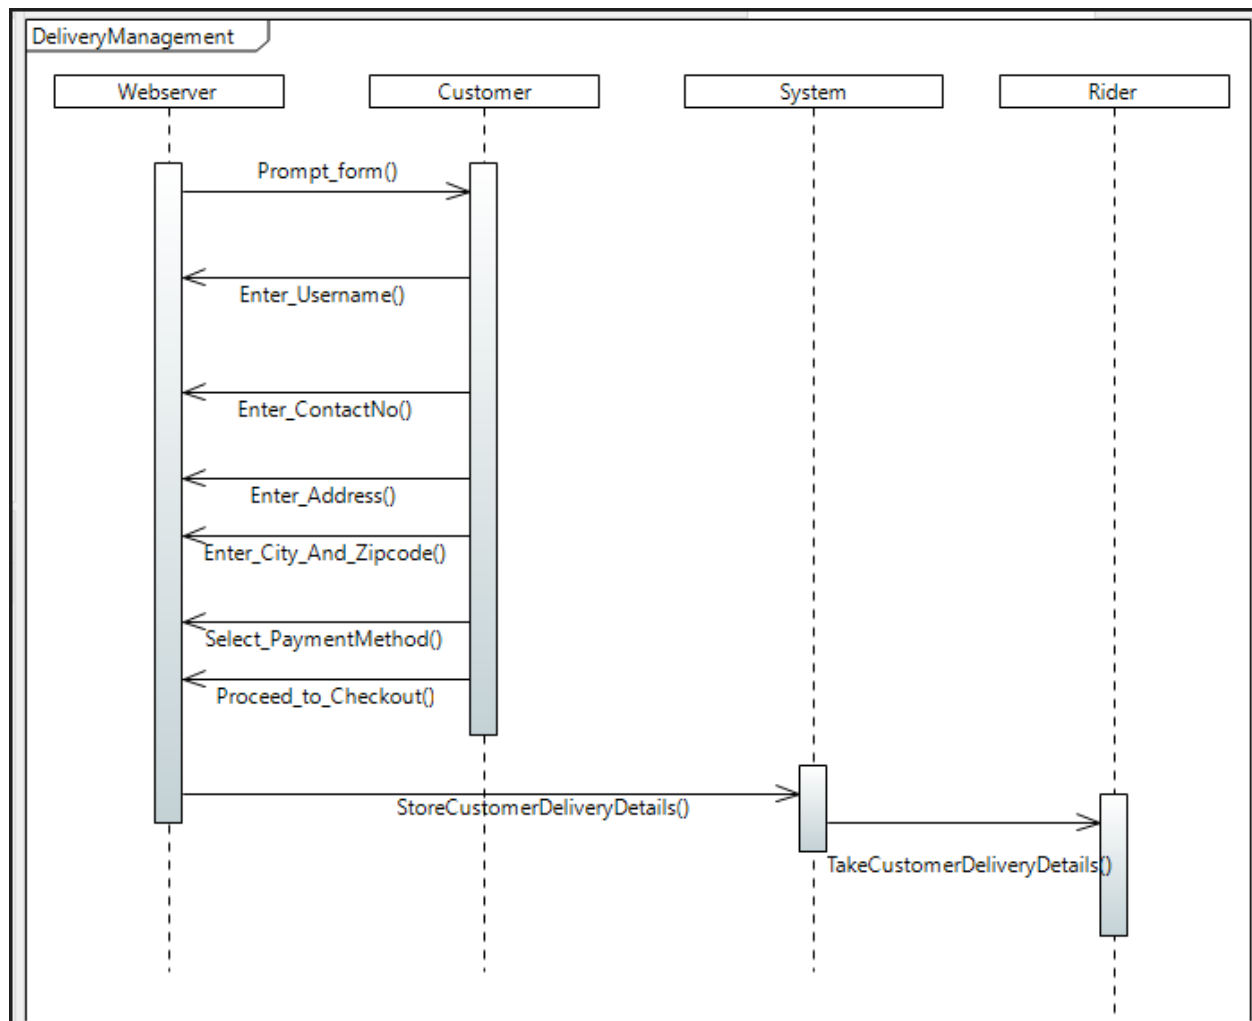 DeliveryManagement
Webserver
Customer
System
Rider
Prompt_form()
Enter_Username()
Enter_ContactNo()
Enter_Address()
Enter_City_And_Zipcode()
Select_PaymentMethod()
Proceed_to_Checkout()
StoreCustomerDeliveryDetails()
TakeCustomerDeliveryDetails()